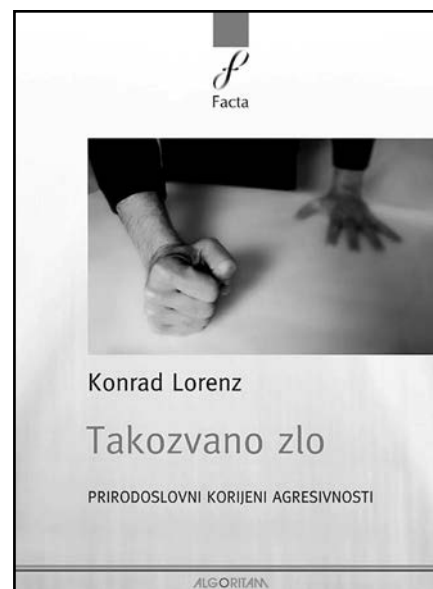 Facta
Konrad Lorenz
Takozvano zlo
PRIRODOSLOVNI KORIJENI AGRESIVNOSTI
ALGORITAM